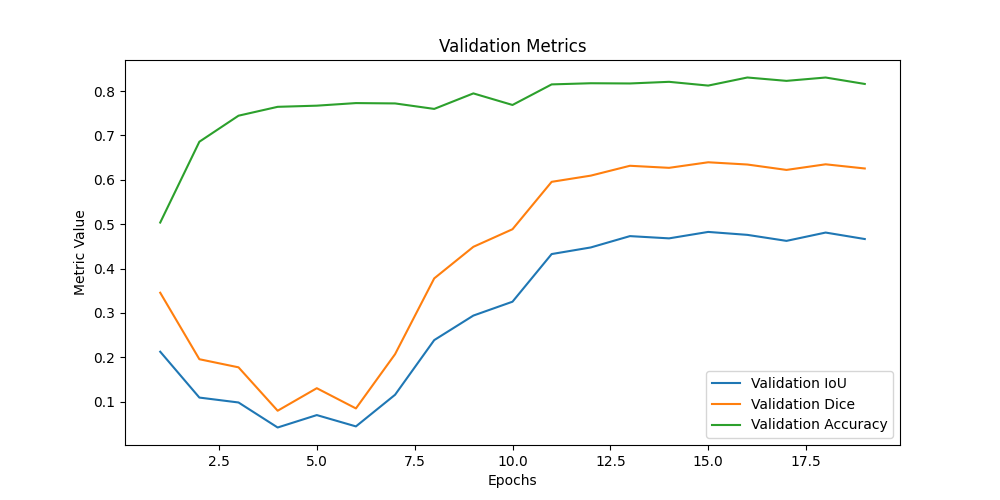 Validation Metrics
Metric Value
0.8
0.7
0.6
0.5
0.4
0.3
0.2
0.1
Validation IoU
Validation Dice
Validation Accuracy
2.5 5.0 7.5 10.0 12.5 15.0 17.5
Epochs